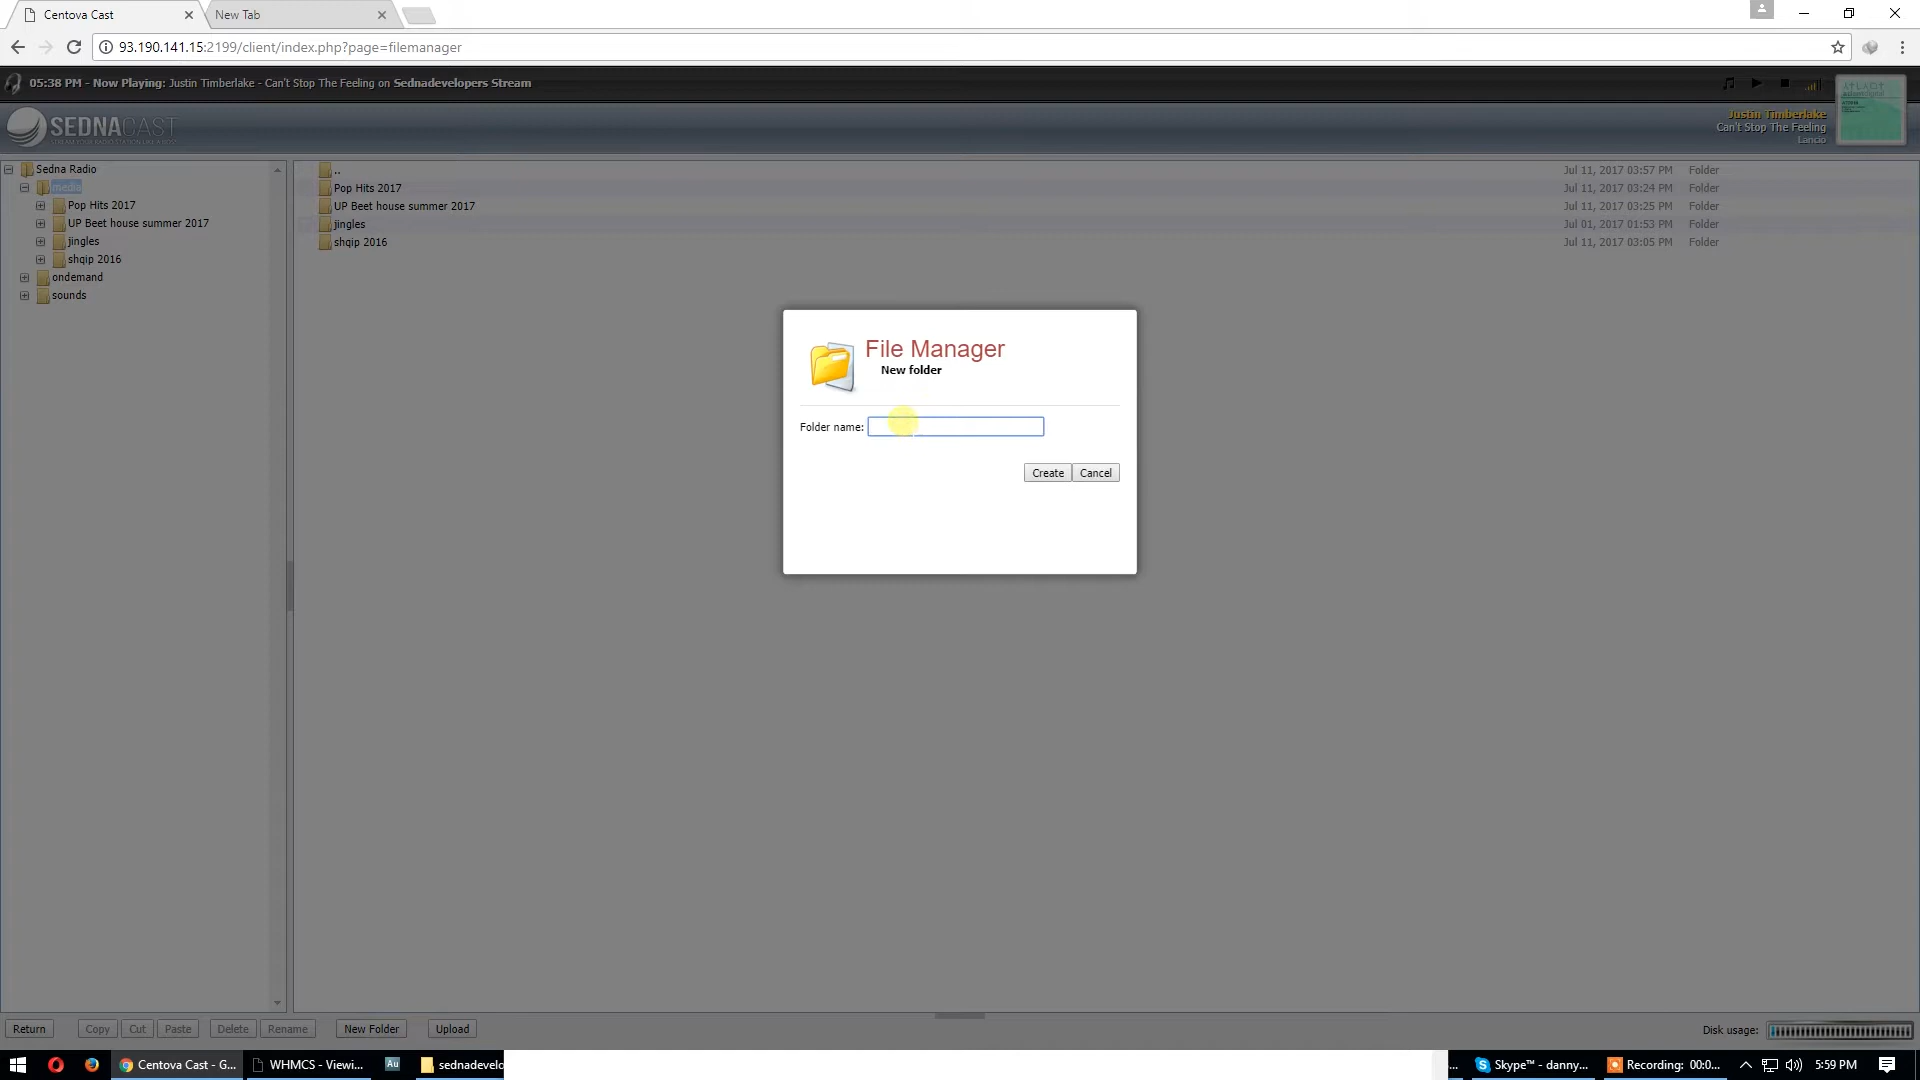 Centova Cast
New Tab
93.190.141.15:2199/client/index.php?page=filemanager
05:38 PM - Now Playing: Justin Timberlake - Can't Stop The Feeling on Sednadevelopers Stream
SEDNACAST
Justin Timberlake
Can't Stop The Feeling
Lancio
Sedna Radio
media
Pop Hits 2017
UP Beet house summer 2017
jingles
shqip 2016
ondemand
sounds
.. Jul 11, 2017 03:57 PM Folder
Pop Hits 2017 Jul 11, 2017 03:24 PM Folder
UP Beet house summer 2017 Jul 11, 2017 03:25 PM Folder
jingles Jul 01, 2017 01:53 PM Folder
shqip 2016 Jul 11, 2017 03:05 PM Folder
File Manager
New folder
Folder name:
Create Cancel
Return Copy Cut Paste Delete Rename New Folder Upload Disk usage:
Centova Cast - G... WHMCS - Viewi... Au sednadevelo ... Skype™ - danny... Recording: 00:0... 5:59 PM